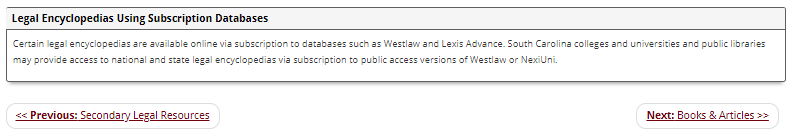 Legal Encyclopedias Using Subscription Databases
Certain legal encyclopedias are available online via subscription to databases such as Westlaw and Lexis Advance. South Carolina colleges and universities and public libraries
may provide access to national and state legal encyclopedias via subscription to public access versions of Westlaw or NexiUni.
<< Previous: Secondary Legal Resources
Next: Books & Articles >>